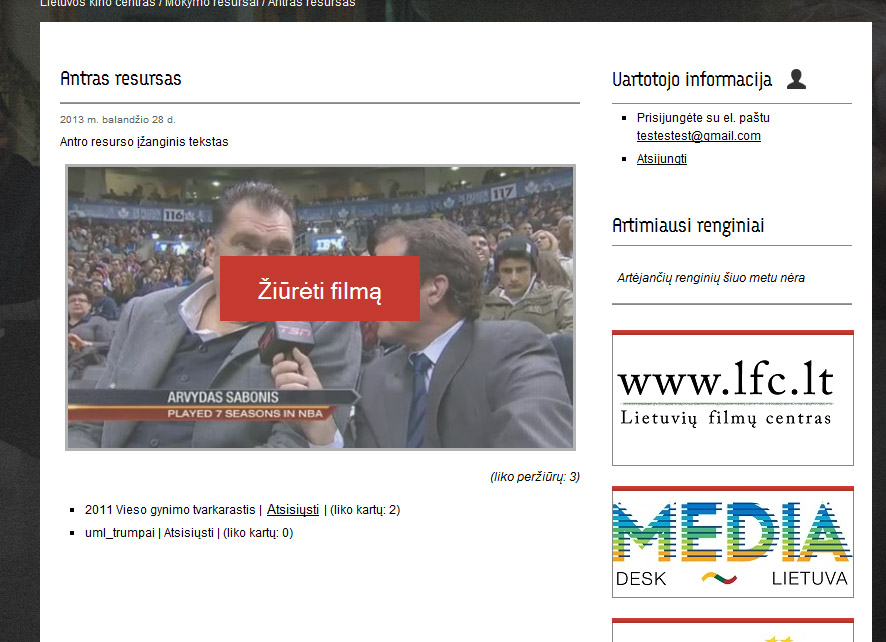 Lietuvos kino centras / Mokymo resursai / Antras resursas
Antras resursas
2013 m. balandžio 28 d.
Antro resurso įžanginis tekstas
116
117
IBM
Žiūrėti filmą
TSN
ARVYDAS SABONIS
PLAYED 7 SEASONS IN NBA
(liko peržiūrų: 3)
2011 Vieso gynimo tvarkarastis | Atsisiųsti | (liko kartų: 2)
uml_trumpai | Atsisiųsti | (liko kartų: 0)
Uartotojo informacija
Prisijungėte su el. paštu
testestest@gmail.com
Atsijungti
Artimiausi renginiai
Artėjančių renginių šiuo metu nėra
www.lfc.lt
Lietuvių filmų centras
MEDIA
DESK LIETUVA